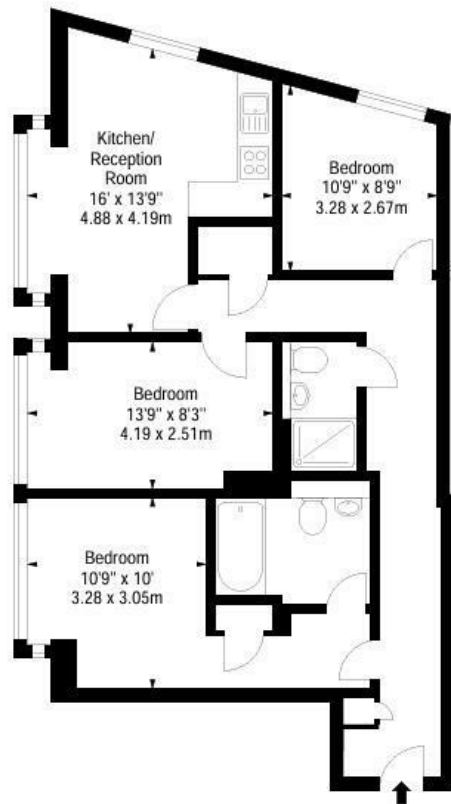 Kitchen/
Reception
Room
16' x 13'9"
4.88 x 4.19m
Bedroom
10'9" x 8'9"
3.28 x 2.67m
Bedroom
13'9" x 8'3"
4.19 x 2.51m
Bedroom
10'9" x 10'
3.28 x 3.05m